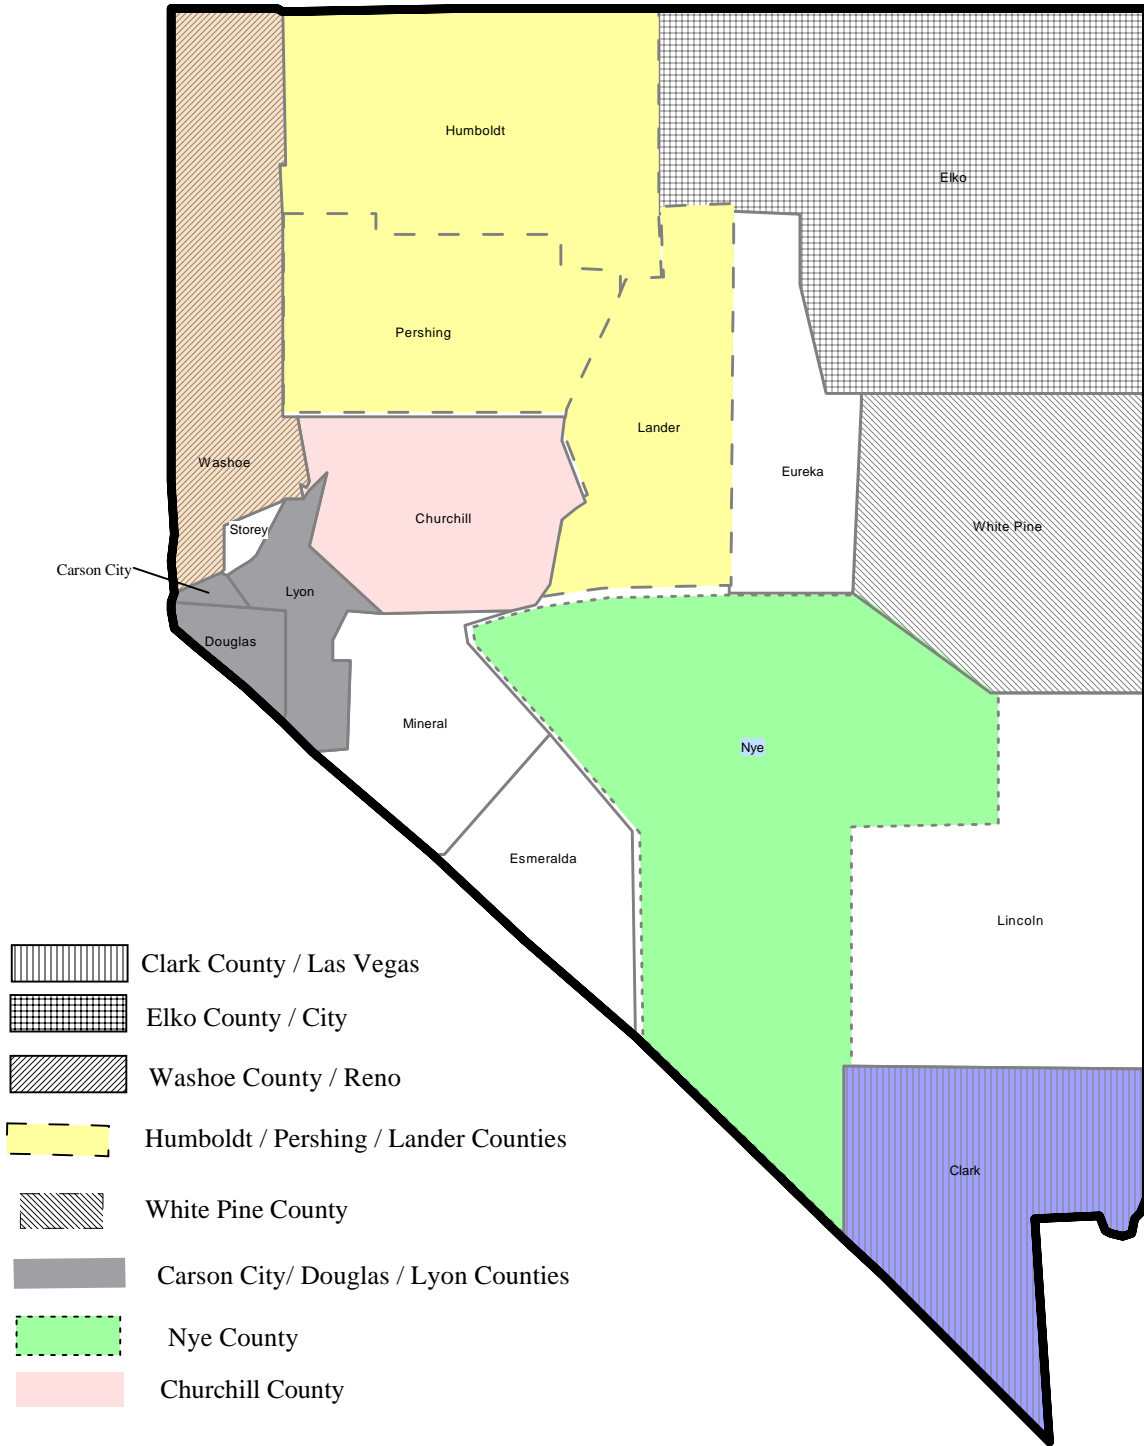 Humboldt
Elko
Pershing
Lander
Washoe
Eureka
Churchill
White Pine
Storey
Carson City
Lyon
Douglas
Mineral
Nye
Esmeralda
Lincoln
Clark
Clark County / Las Vegas
Elko County / City
Washoe County / Reno
Humboldt / Pershing / Lander Counties
White Pine County
Carson City/ Douglas / Lyon Counties
Nye County
Churchill County